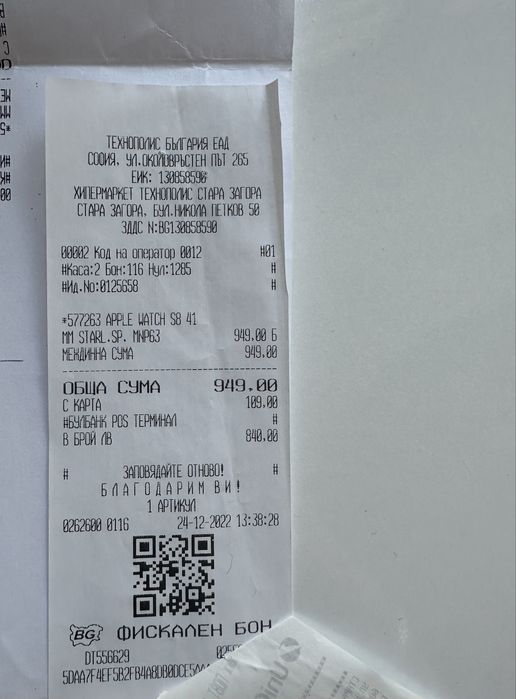 ТЕХНОПОЛИС БЪЛГАРИЯ ЕАД
СОФИЯ, УЛ.ОКОЛОВРЪСТЕН ПЪТ 265
ЕИК: 130858590
ХИПЕРМАРКЕТ ТЕХНОПОЛИС СТАРА ЗАГОРА
СТАРА ЗАГОРА, БУЛ.НИКОЛА ПЕТКОВ 50
ЗДДС N:BG130858590
00002 Код на оператор 0012 #01
#Каса:2 Бон:116 Нул:1285 #
#Ид.No:0125658 #
*577263 APPLE WATCH S8 41
MM STARL.SP. MNP63 949.00 Б
МЕЖДИННА СУМА 949.00
ОБЩА СУМА 949.00
С КАРТА 109.00
#БУЛБАНК POS ТЕРМИНАЛ #
В БРОЙ ЛВ 840.00
# ЗАПОВЯДАЙТЕ ОТНОВО! #
БЛАГОДАРИМ ВИ!
1 АРТИКУЛ
0262600 0116 24-12-2022 13:38:28
BG ФИСКАЛЕН БОН
DT556629